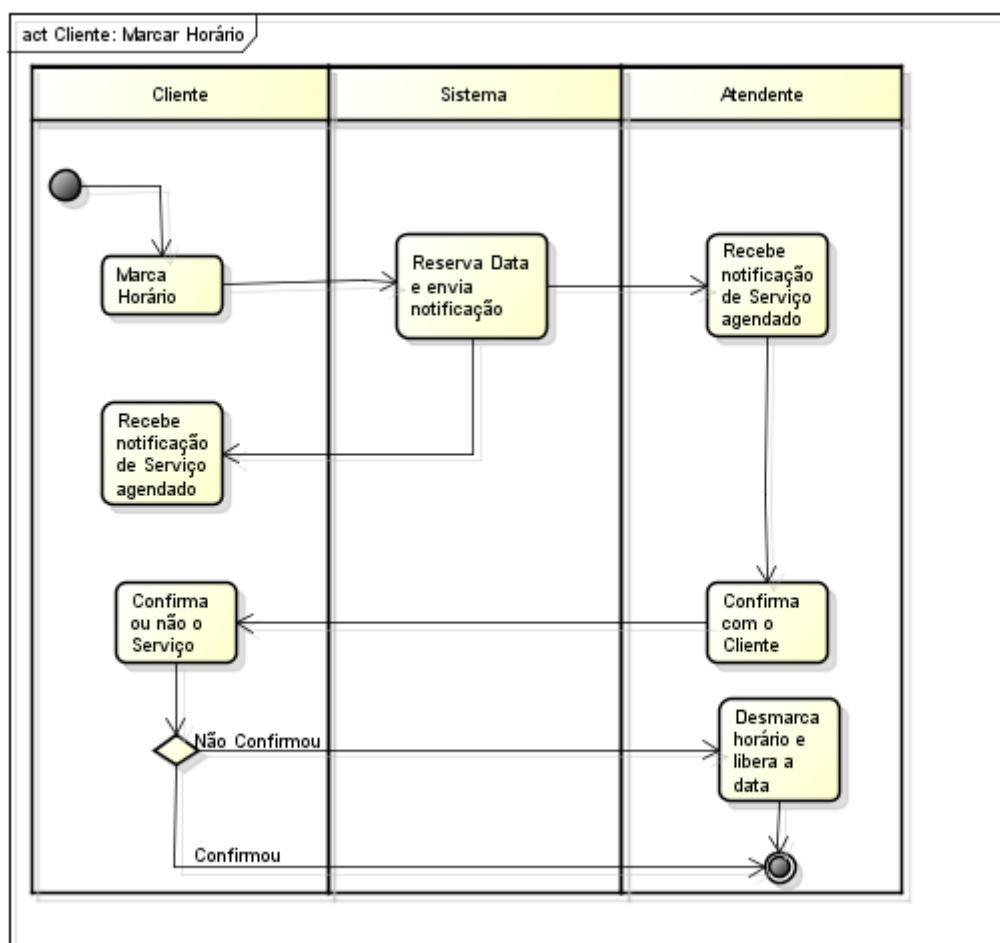 act Cliente: Marcar Horário
Cliente
Sistema
Atendente
Marca
Horário
Reserva Data
e envia
notificação
Recebe
notificação
de Serviço
agendado
Recebe
notificação
de Serviço
agendado
Confirma
ou não o
Serviço
Confirma
com o
Cliente
Não Confirmou
Desmarca
horário e
libera a
data
Confirmou